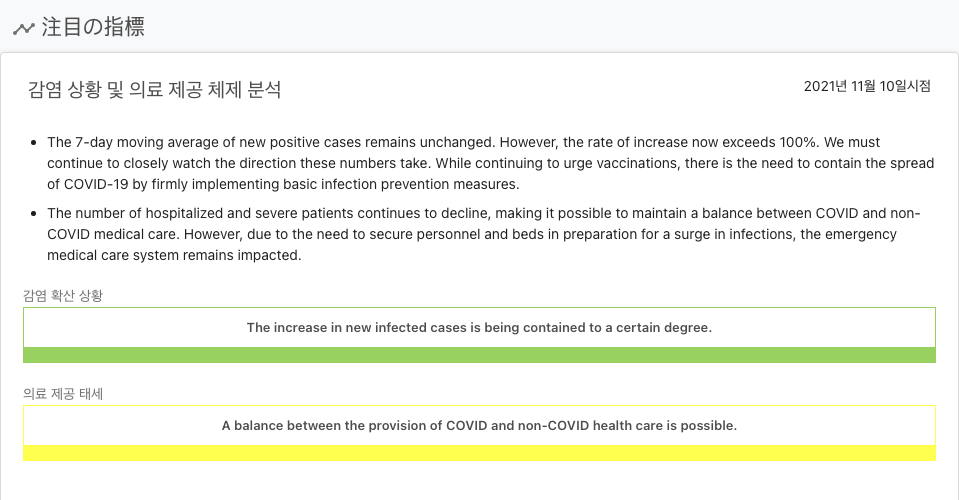 注目の指標
감염 상황 및 의료 제공 체제 분석
2021년 11월 10일시점
The 7-day moving average of new positive cases remains unchanged. However, the rate of increase now exceeds 100%. We must
continue to closely watch the direction these numbers take. While continuing to urge vaccinations, there is the need to contain the spread
of COVID-19 by firmly implementing basic infection prevention measures.
The number of hospitalized and severe patients continues to decline, making it possible to maintain a balance between COVID and non-
COVID medical care. However, due to the need to secure personnel and beds in preparation for a surge in infections, the emergency
medical care system remains impacted.
감염 확산 상황
The increase in new infected cases is being contained to a certain degree.
의료 제공 태세
A balance between the provision of COVID and non-COVID health care is possible.